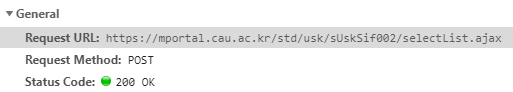 General
Request URL: https://mportal.cau.ac.kr/std/usk/sUskSif002/selectList.ajax
Request Method: POST
Status Code: 200 OK